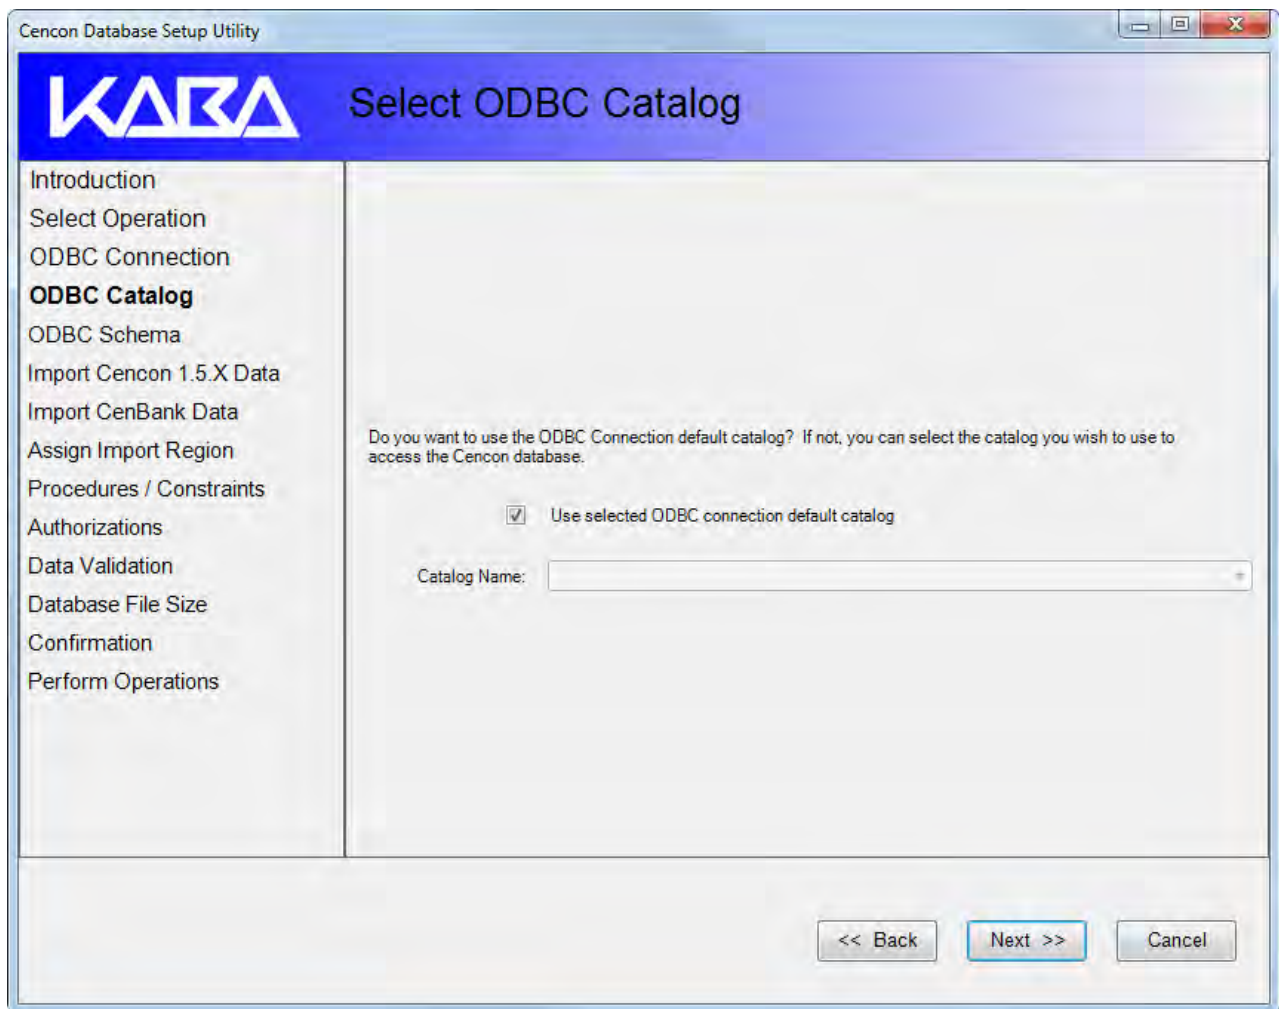 Cencon Database Setup Utility
KABA
Select ODBC Catalog
Introduction
Select Operation
ODBC Connection
ODBC Catalog
ODBC Schema
Import Cencon 1.5.X Data
Import CenBank Data
Assign Import Region
Procedures / Constraints
Authorizations
Data Validation
Database File Size
Confirmation
Perform Operations
Do you want to use the ODBC Connection default catalog? If not, you can select the catalog you wish to use to
access the Cencon database.
Use selected ODBC connection default catalog
Catalog Name:
<< Back
Next >>
Cancel